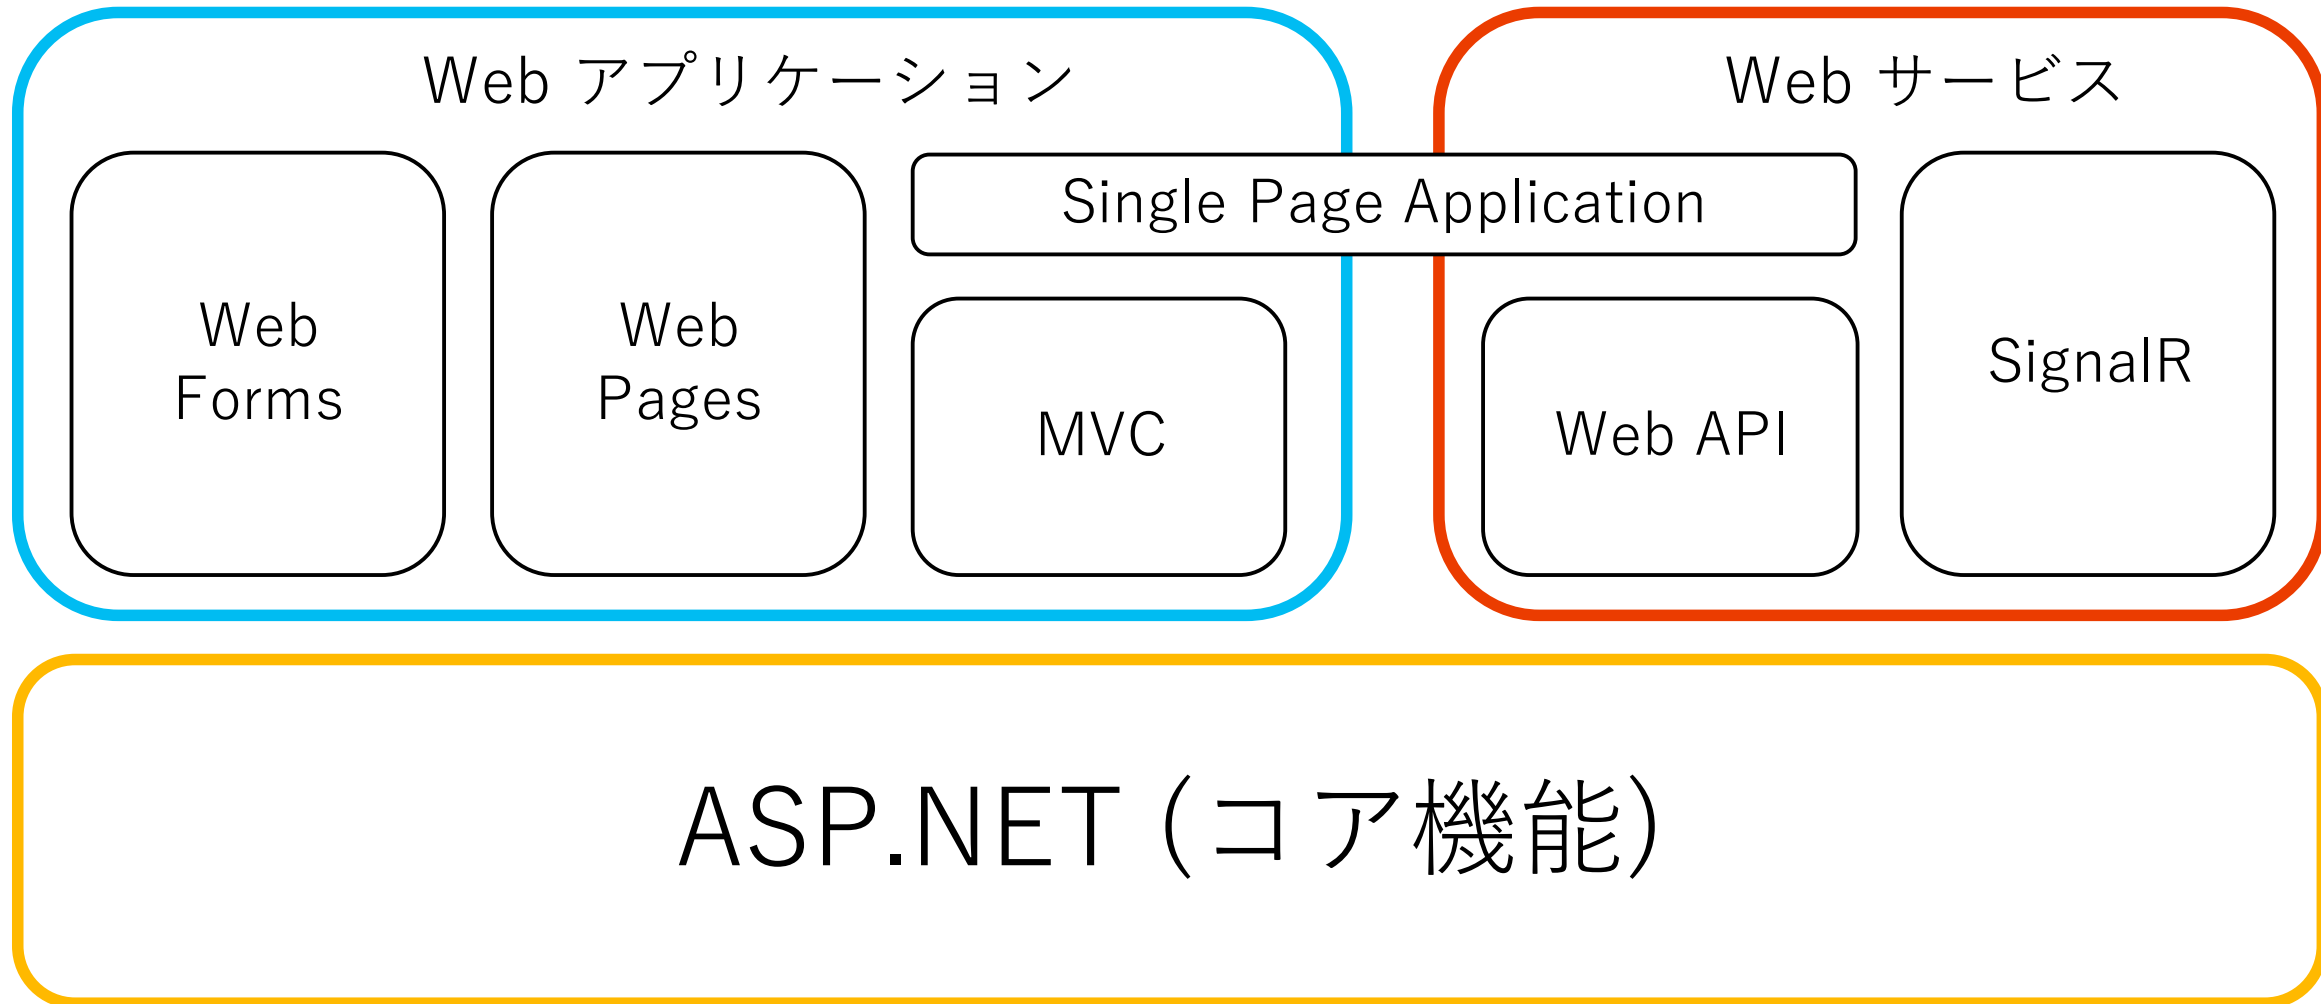 Web アプリケーション
Web サービス
Single Page Application
Web
Forms
Web
Pages
MVC
Web API
SignalR
ASP.NET (コア機能)